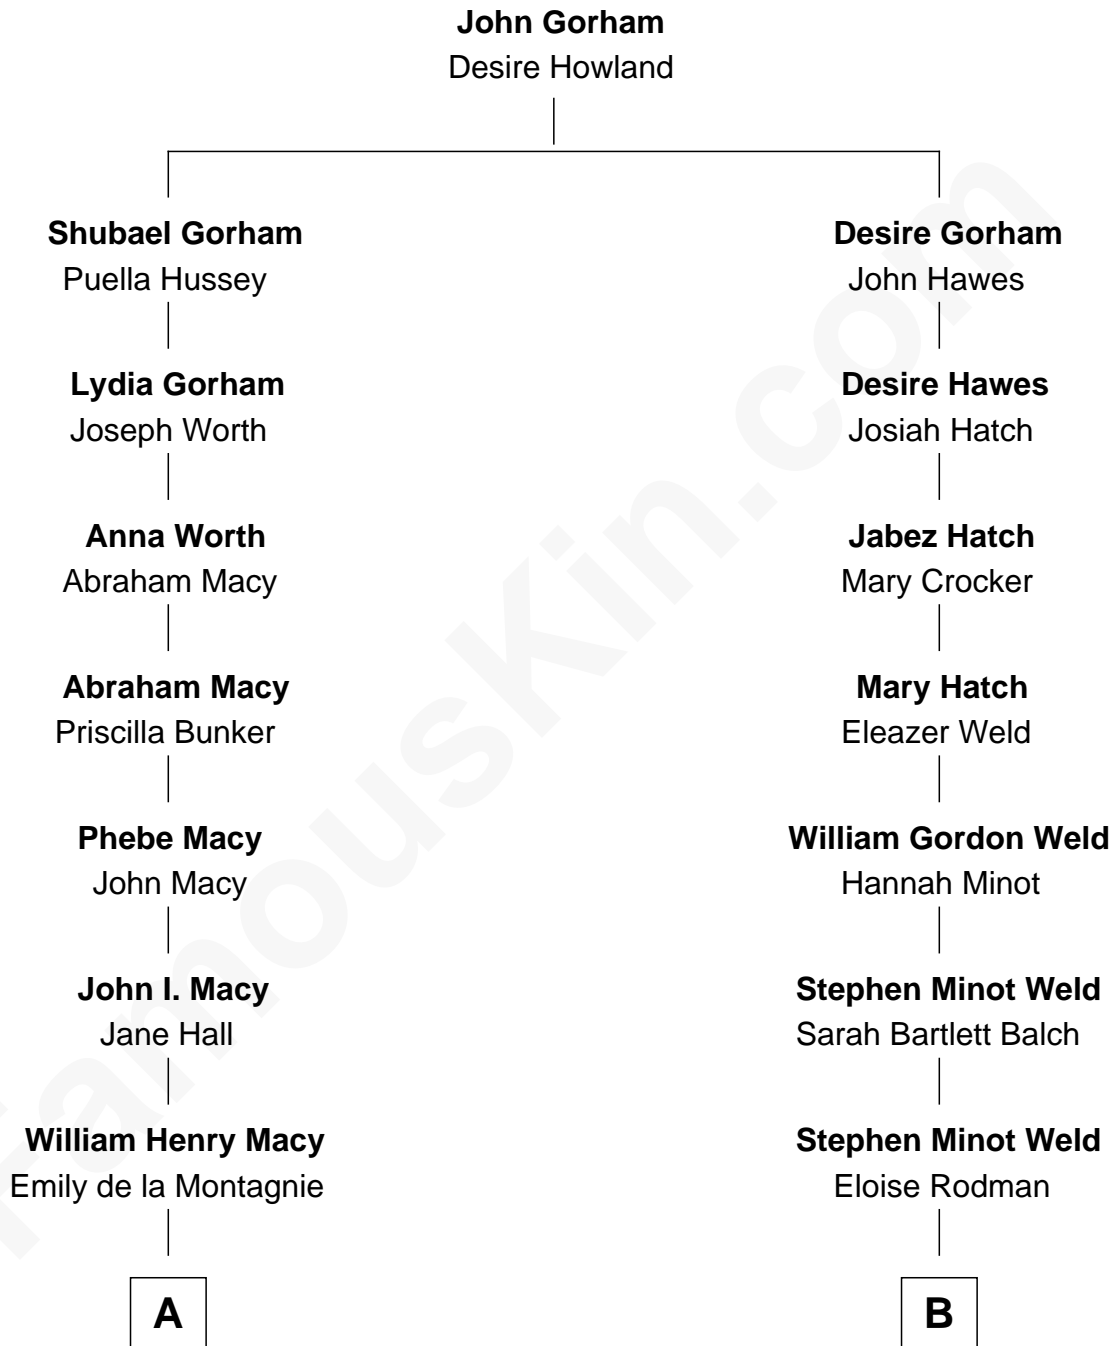 John Gorham
Desire Howland
Shubael Gorham
Puella Hussey
Desire Gorham
John Hawes
Lydia Gorham
Joseph Worth
Desire Hawes
Josiah Hatch
Anna Worth
Abraham Macy
Jabez Hatch
Mary Crocker
Abraham Macy
Priscilla Bunker
Mary Hatch
Eleazer Weld
Phebe Macy
John Macy
William Gordon Weld
Hannah Minot
John I. Macy
Jane Hall
Stephen Minot Weld
Sarah Bartlett Balch
William Henry Macy
Emily de la Montagnie
Stephen Minot Weld
Eloise Rodman
A
B
FamousKin.com